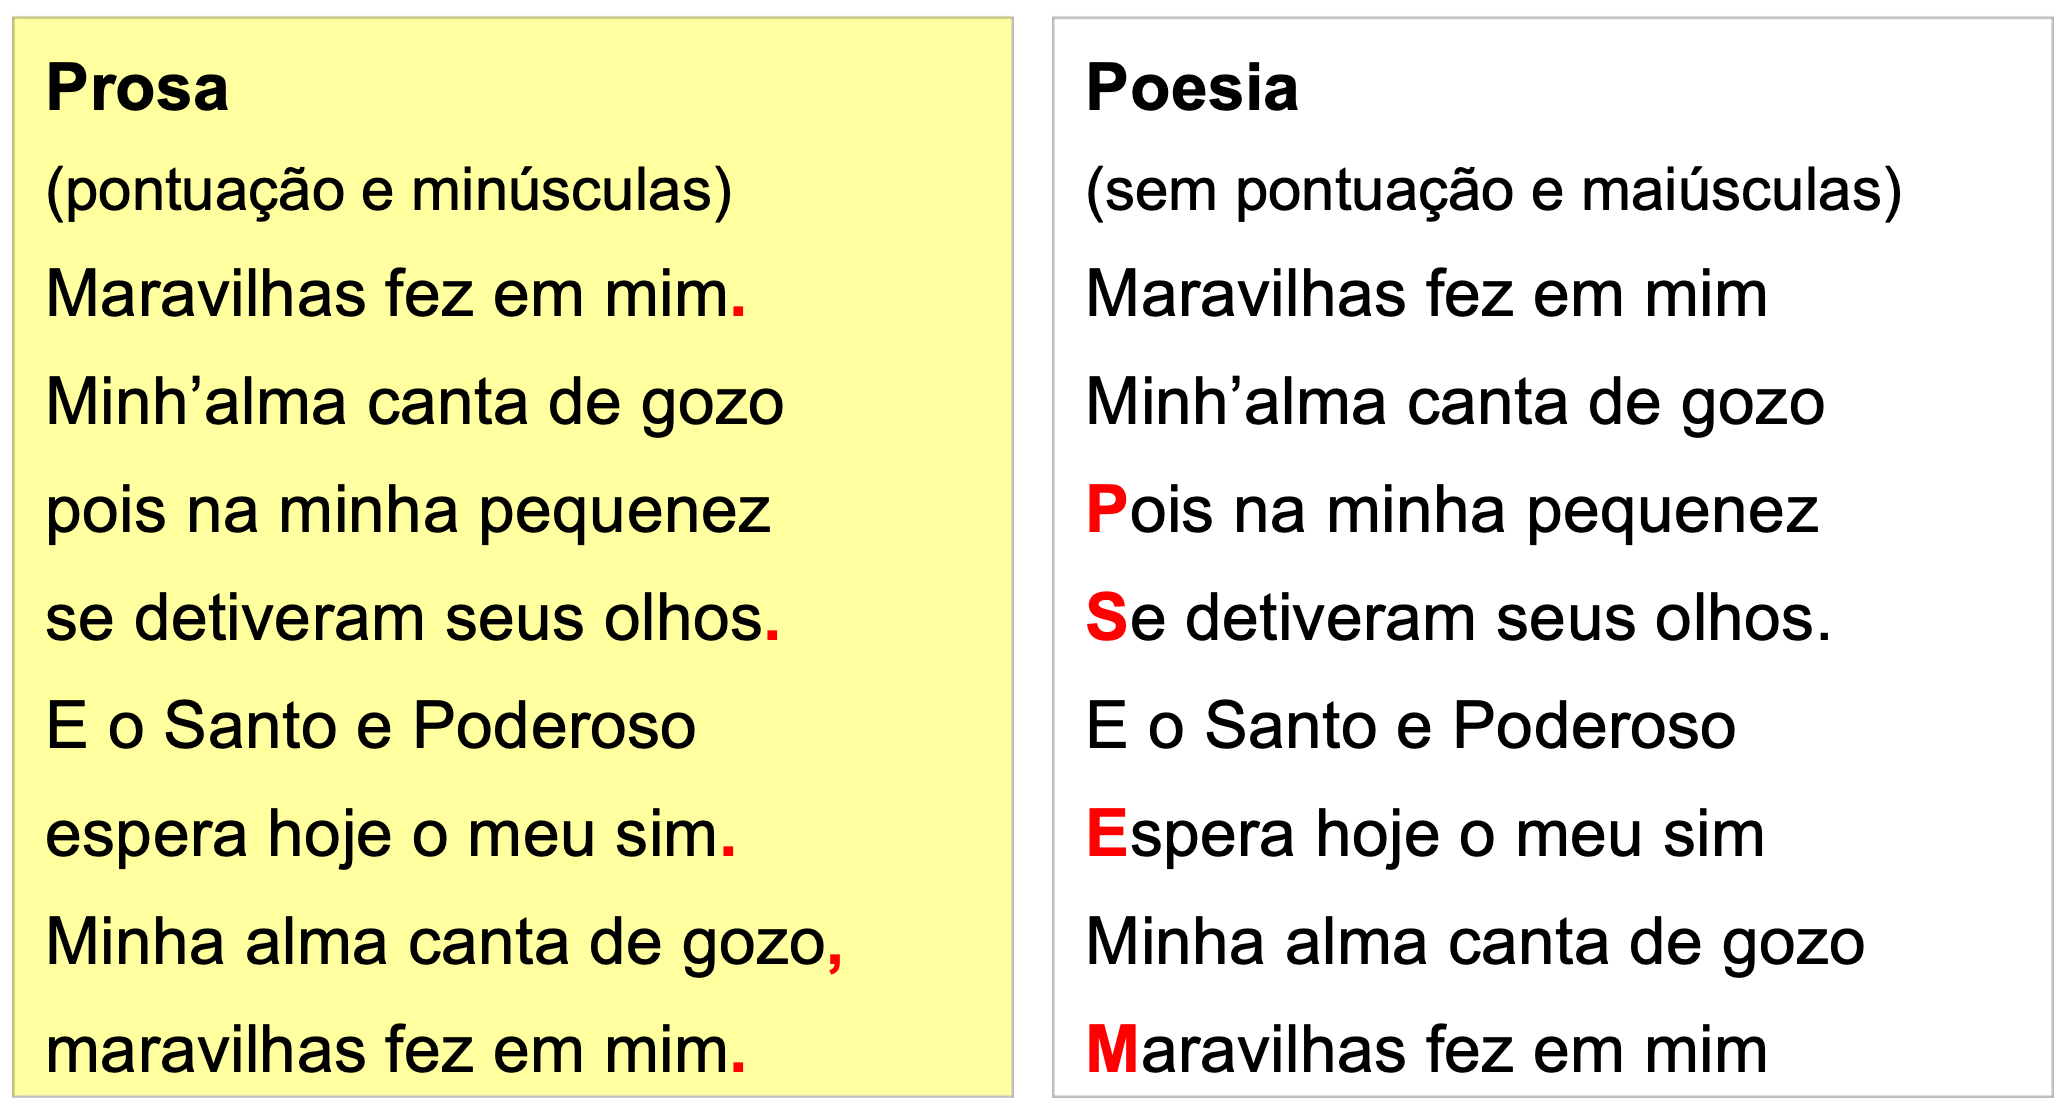 Prosa
(pontuação e minúsculas)
Maravilhas fez em mim.
Minh’alma canta de gozo
pois na minha pequenez
se detiveram seus olhos.
E o Santo e Poderoso
espera hoje o meu sim.
Minha alma canta de gozo,
maravilhas fez em mim.
Poesia
(sem pontuação e maiúsculas)
Maravilhas fez em mim
Minh’alma canta de gozo
Pois na minha pequenez
Se detiveram seus olhos.
E o Santo e Poderoso
Espera hoje o meu sim
Minha alma canta de gozo
Maravilhas fez em mim